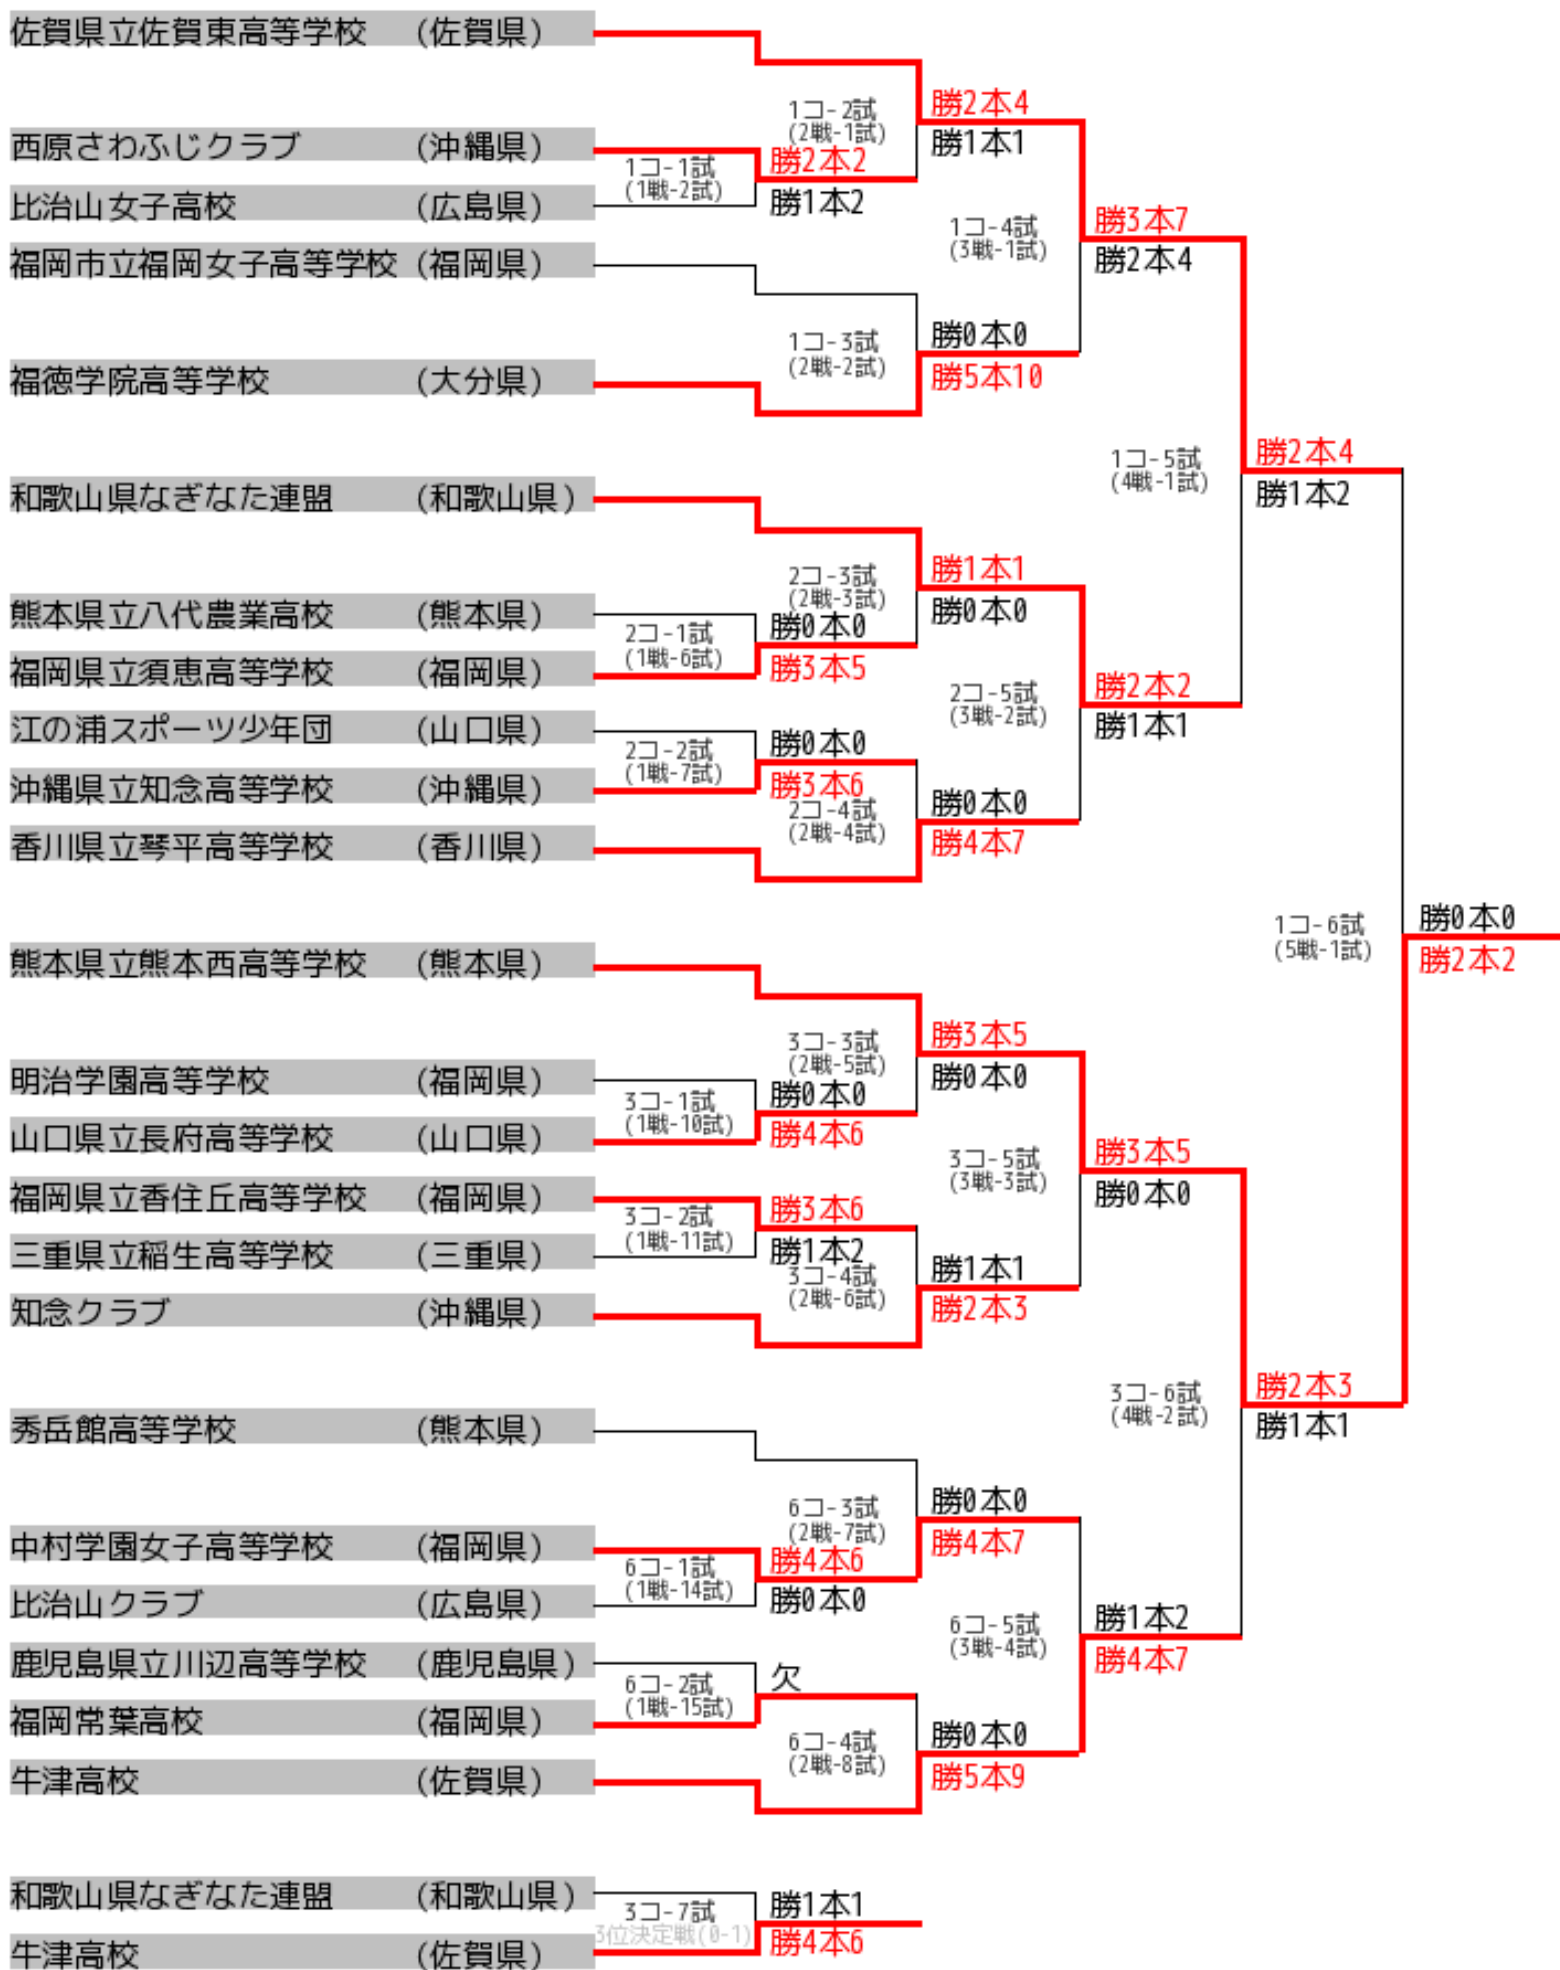 佐賀県立佐賀東高等学校 (佐賀県)
勝2本4
1コ-2試
(2戦-1試)
勝1本1
西原さわふじクラブ (沖縄県)
1コ-1試
(1戦-2試)
勝2本2
比治山女子高校 (広島県)
勝1本2
勝3本7
1コ-4試
(3戦-1試)
勝2本4
福岡市立福岡女子高等学校 (福岡県)
1コ-3試
(2戦-2試)
勝0本0
勝5本10
福徳学院高等学校 (大分県)
勝2本4
1コ-5試
(4戦-1試)
勝1本2
和歌山県なぎなた連盟 (和歌山県)
2コ-3試
(2戦-3試)
勝1本1
勝0本0
熊本県立八代農業高校 (熊本県)
2コ-1試
(1戦-6試)
勝0本0
福岡県立須恵高等学校 (福岡県)
勝3本5
2コ-5試
(3戦-2試)
勝2本2
勝1本1
江の浦スポーツ少年団 (山口県)
2コ-2試
(1戦-7試)
勝0本0
沖縄県立知念高等学校 (沖縄県)
勝3本6
2コ-4試
(2戦-4試)
勝0本0
香川県立琴平高等学校 (香川県)
勝4本7
1コ-6試
(5戦-1試)
勝0本0
勝2本2
熊本県立熊本西高等学校 (熊本県)
3コ-3試
(2戦-5試)
勝3本5
勝0本0
明治学園高等学校 (福岡県)
3コ-1試
(1戦-10試)
勝0本0
山口県立長府高等学校 (山口県)
勝4本6
3コ-5試
(3戦-3試)
勝3本5
勝0本0
福岡県立香住丘高等学校 (福岡県)
3コ-2試
(1戦-11試)
勝3本6
三重県立稲生高等学校 (三重県)
勝1本2
3コ-4試
(2戦-6試)
勝1本1
知念クラブ (沖縄県)
勝2本3
3コ-6試
(4戦-2試)
勝2本3
勝1本1
秀岳館高等学校 (熊本県)
6コ-3試
(2戦-7試)
勝0本0
勝4本7
中村学園女子高等学校 (福岡県)
6コ-1試
(1戦-14試)
勝4本6
比治山クラブ (広島県)
勝0本0
6コ-5試
(3戦-4試)
勝1本2
勝4本7
鹿児島県立川辺高等学校 (鹿児島県)
6コ-2試
(1戦-15試)
欠
福岡常葉高校 (福岡県)
6コ-4試
(2戦-8試)
勝0本0
勝5本9
牛津高校 (佐賀県)
和歌山県なぎなた連盟 (和歌山県)
3コ-7試
3位決定戦(0-1)
勝1本1
牛津高校 (佐賀県)
勝4本6